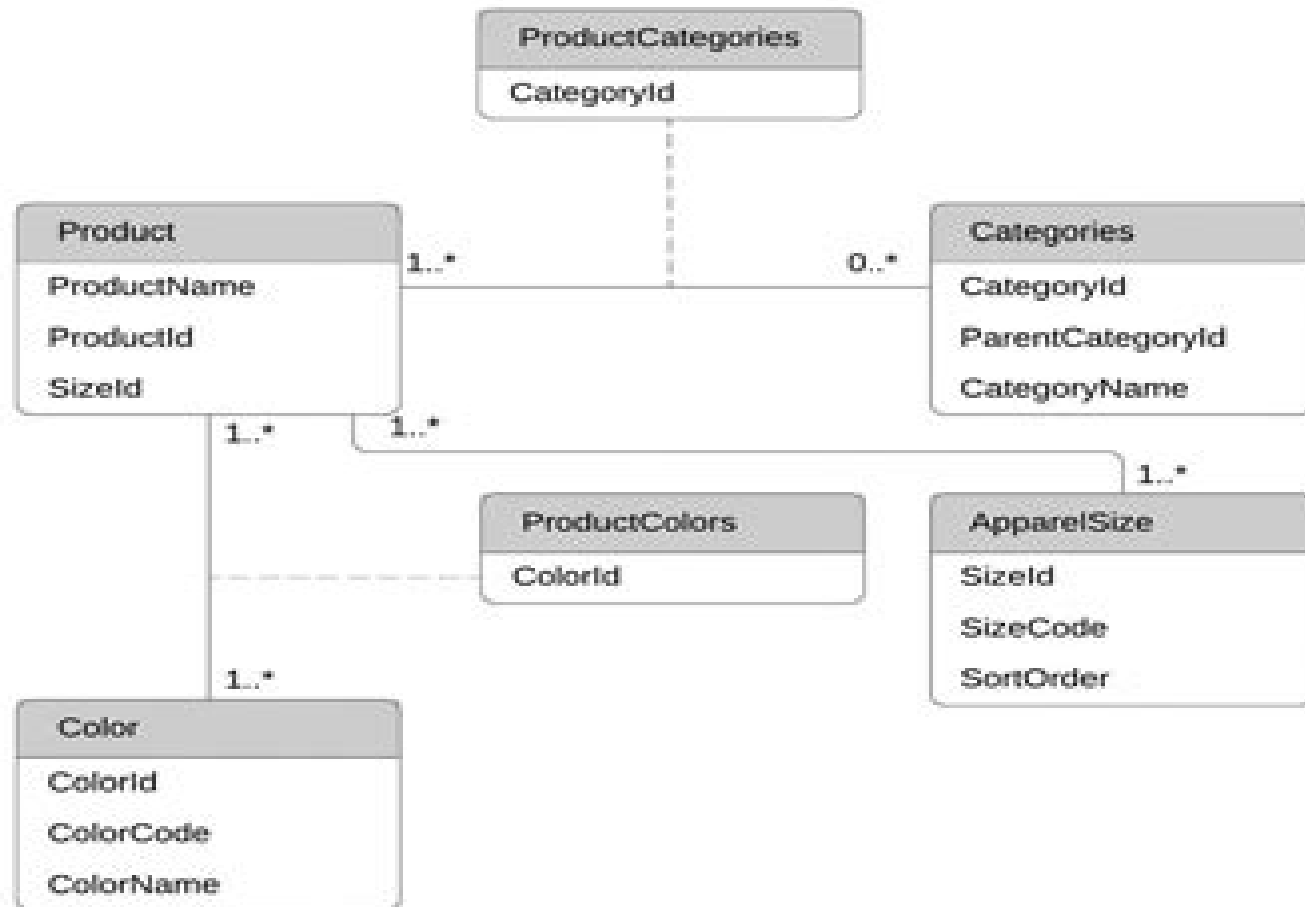 ProductCategories
CategoryId
Product
ProductName
ProductId
SizeId
1..*
0..*
Categories
CategoryId
ParentCategoryId
CategoryName
1..*
1..*
1..*
ProductColors
ColorId
ApparelSize
SizeId
SizeCode
SortOrder
1..*
Color
ColorId
ColorCode
ColorName